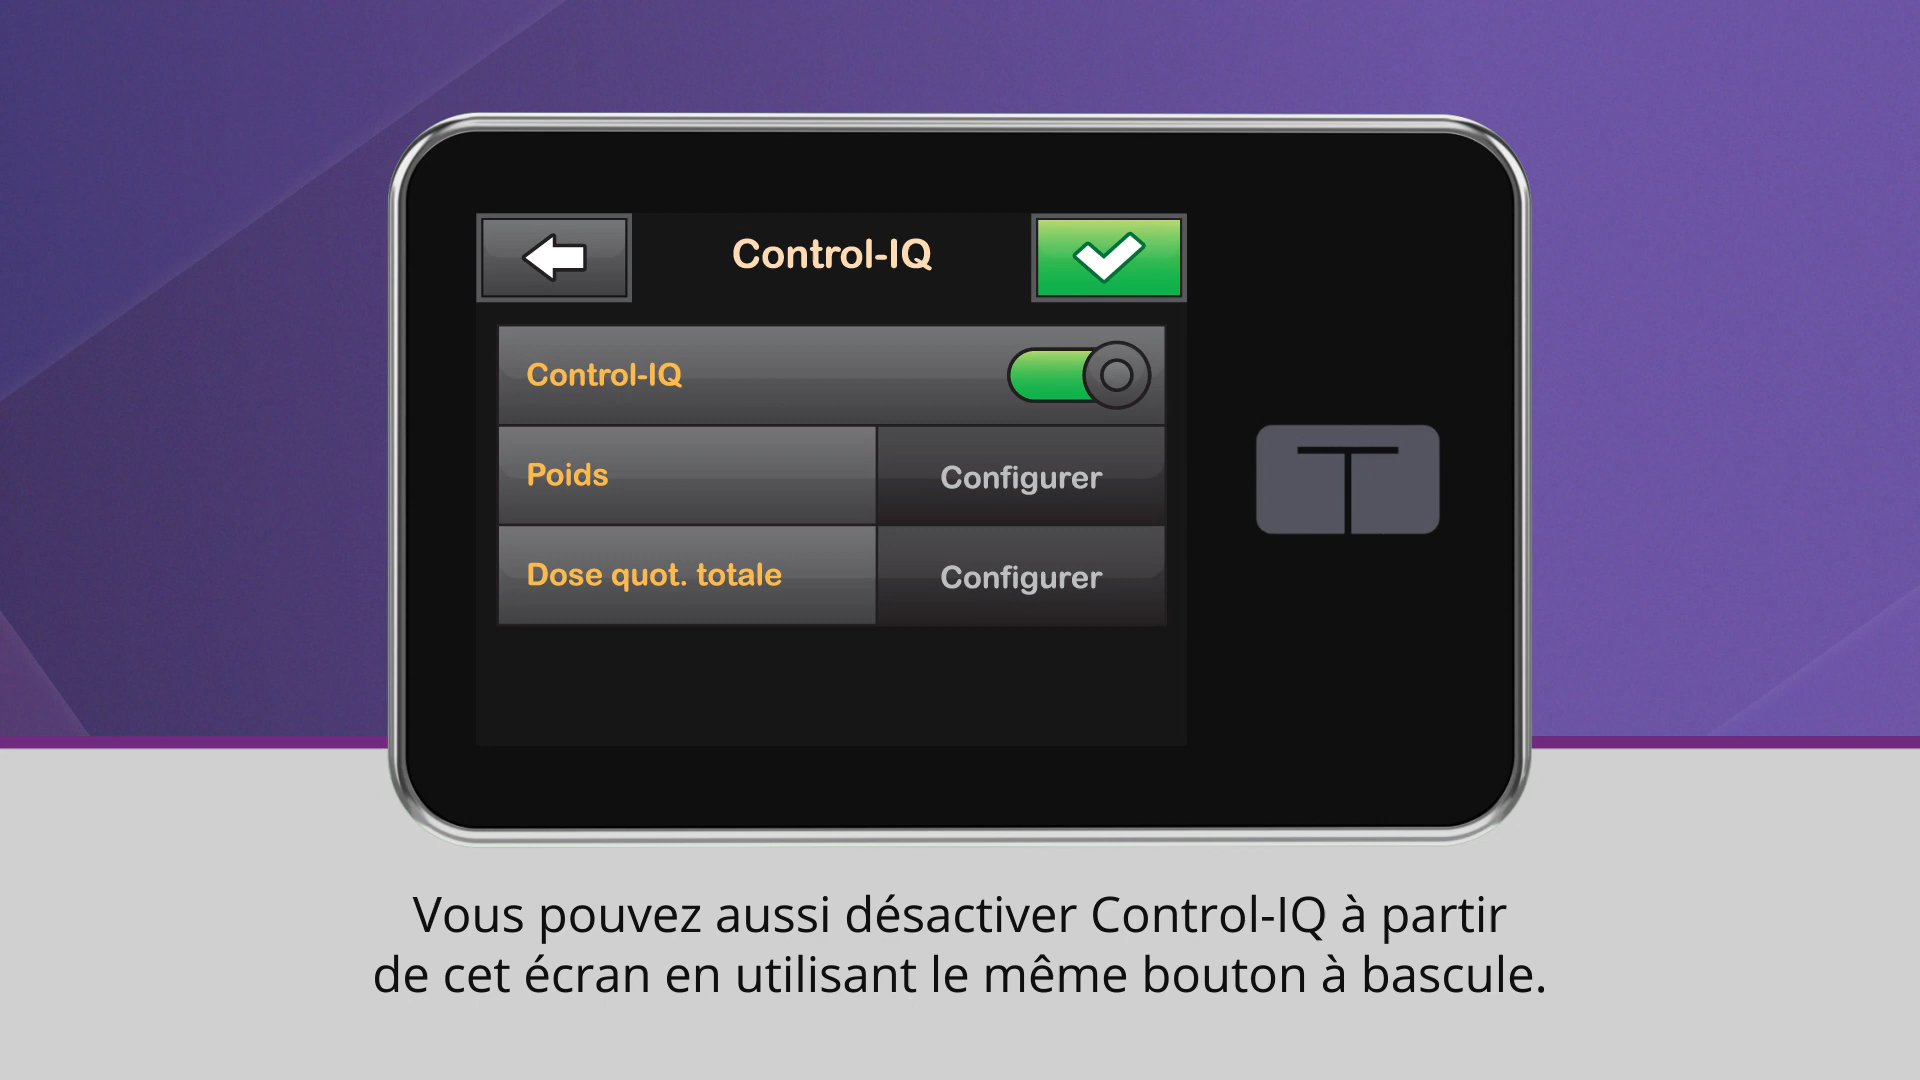 Control-IQ
Control-IQ
Poids Configurer
Dose quot. totale Configurer
Vous pouvez aussi désactiver Control-IQ à partir
de cet écran en utilisant le même bouton à bascule.